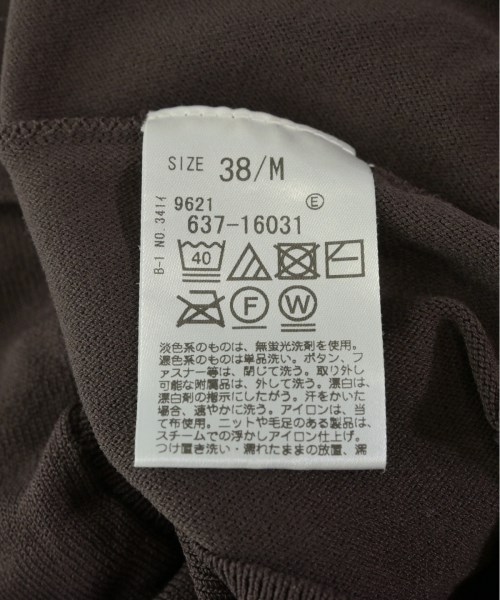 SIZE 38/M
B-1 NO.3414
9621 E
637-16031
40
F W
淡色系のものは、無蛍光洗剤を使用。
濃色系のものは単品洗い。ボタン、フ
ァスナー等は、閉じて洗う。取り外し
可能な附属品は、外して洗う。漂白は、
漂白剤の指示にしたがう。汗をかいた
場合、速やかに洗う。アイロンは、当
て布使用。ニットや毛足のある製品は、
スチームでの浮かしアイロン仕上げ。
つけ置き洗い・濡れたままの放置、濡